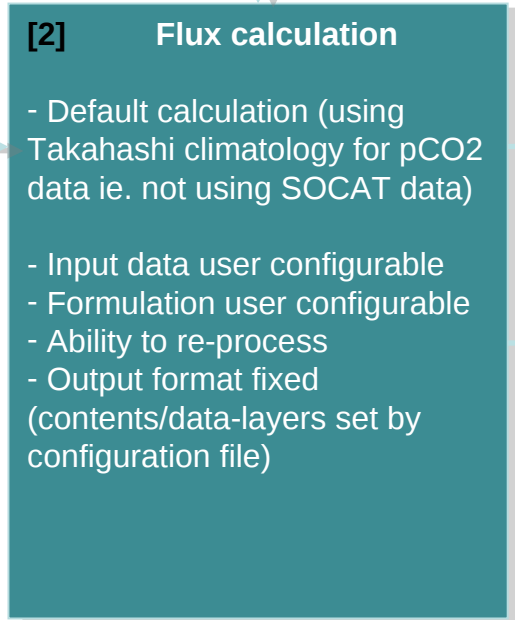 [2] Flux calculation
- Default calculation (using
Takahashi climatology for pCO2
data ie. not using SOCAT data)
- Input data user configurable
- Formulation user configurable
- Ability to re-process
- Output format fixed
(contents/data-layers set by
configuration file)